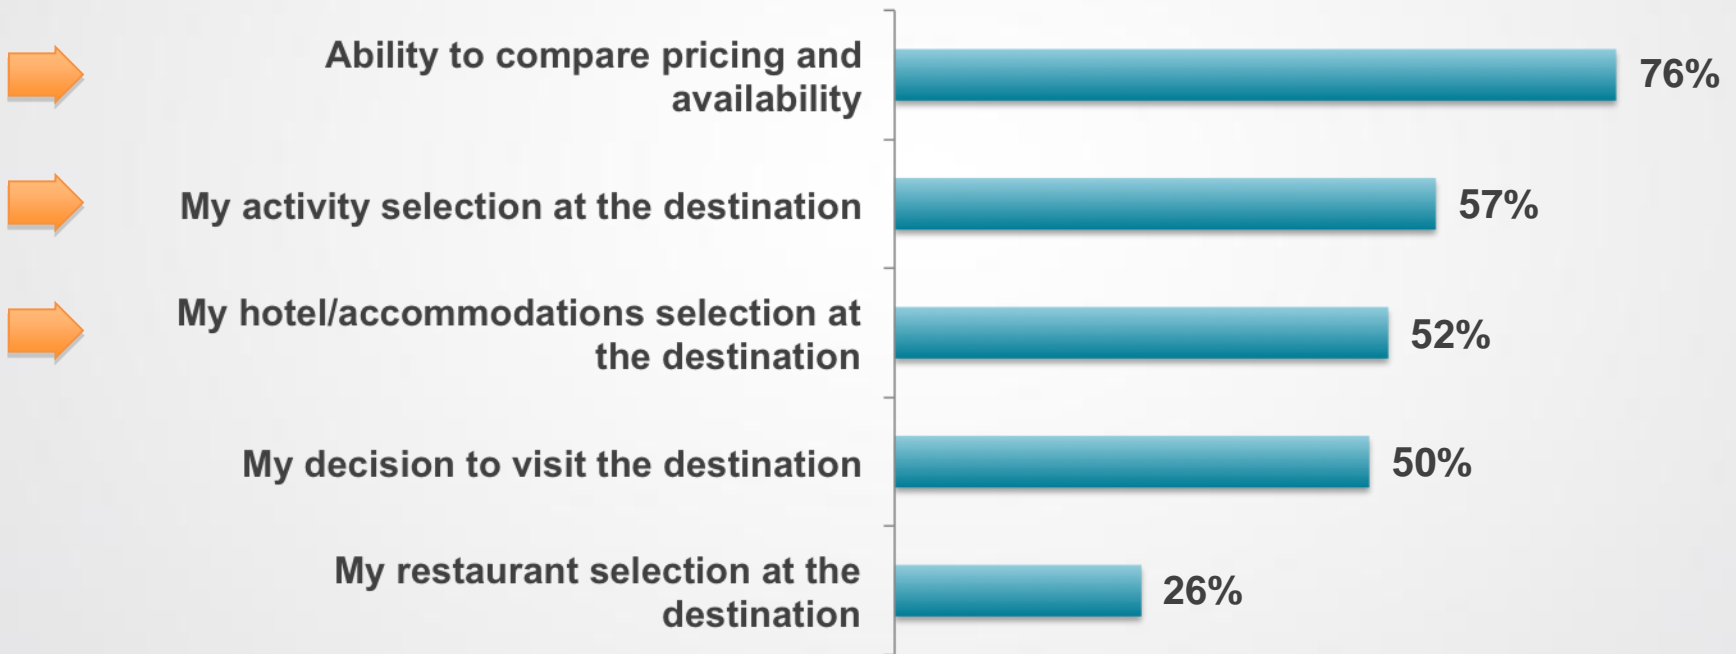 Ability to compare pricing and
availability
76%
My activity selection at the destination
57%
My hotel/accommodations selection at
the destination
52%
My decision to visit the destination
50%
My restaurant selection at the
destination
26%